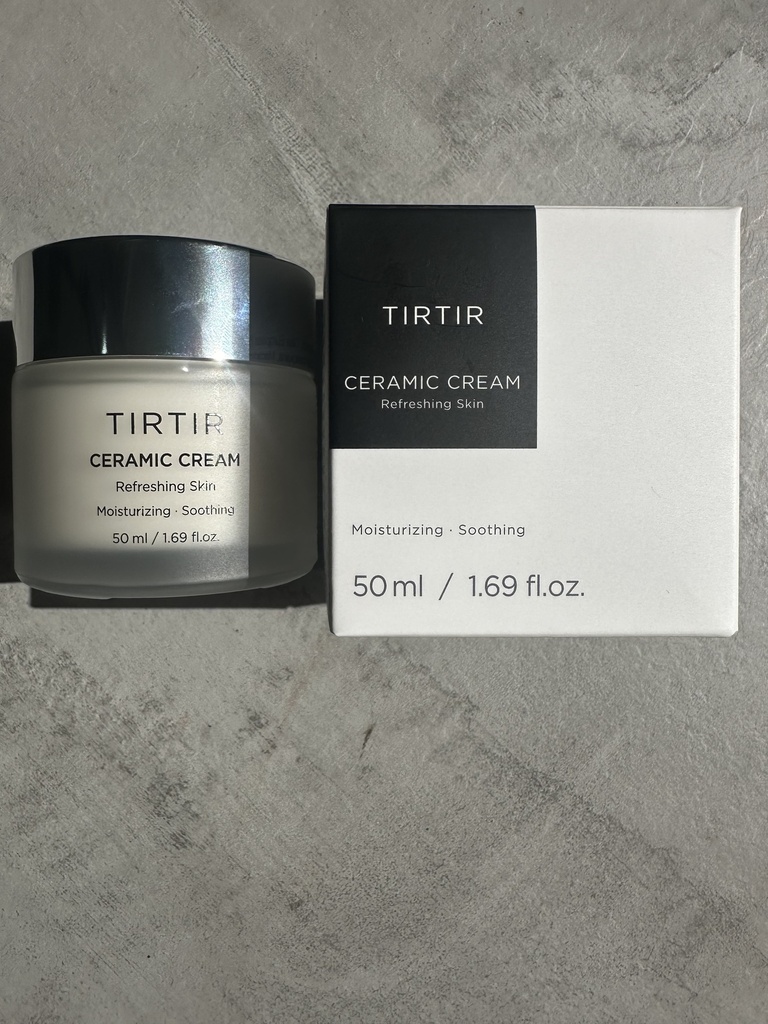 TIRTIR
CERAMIC CREAM
Refreshing Skin
Moisturizing · Soothing
50 ml / 1.69 fl.oz.
TIRTIR
CERAMIC CREAM
Refreshing Skin
Moisturizing · Soothing
50 ml / 1.69 fl.oz.